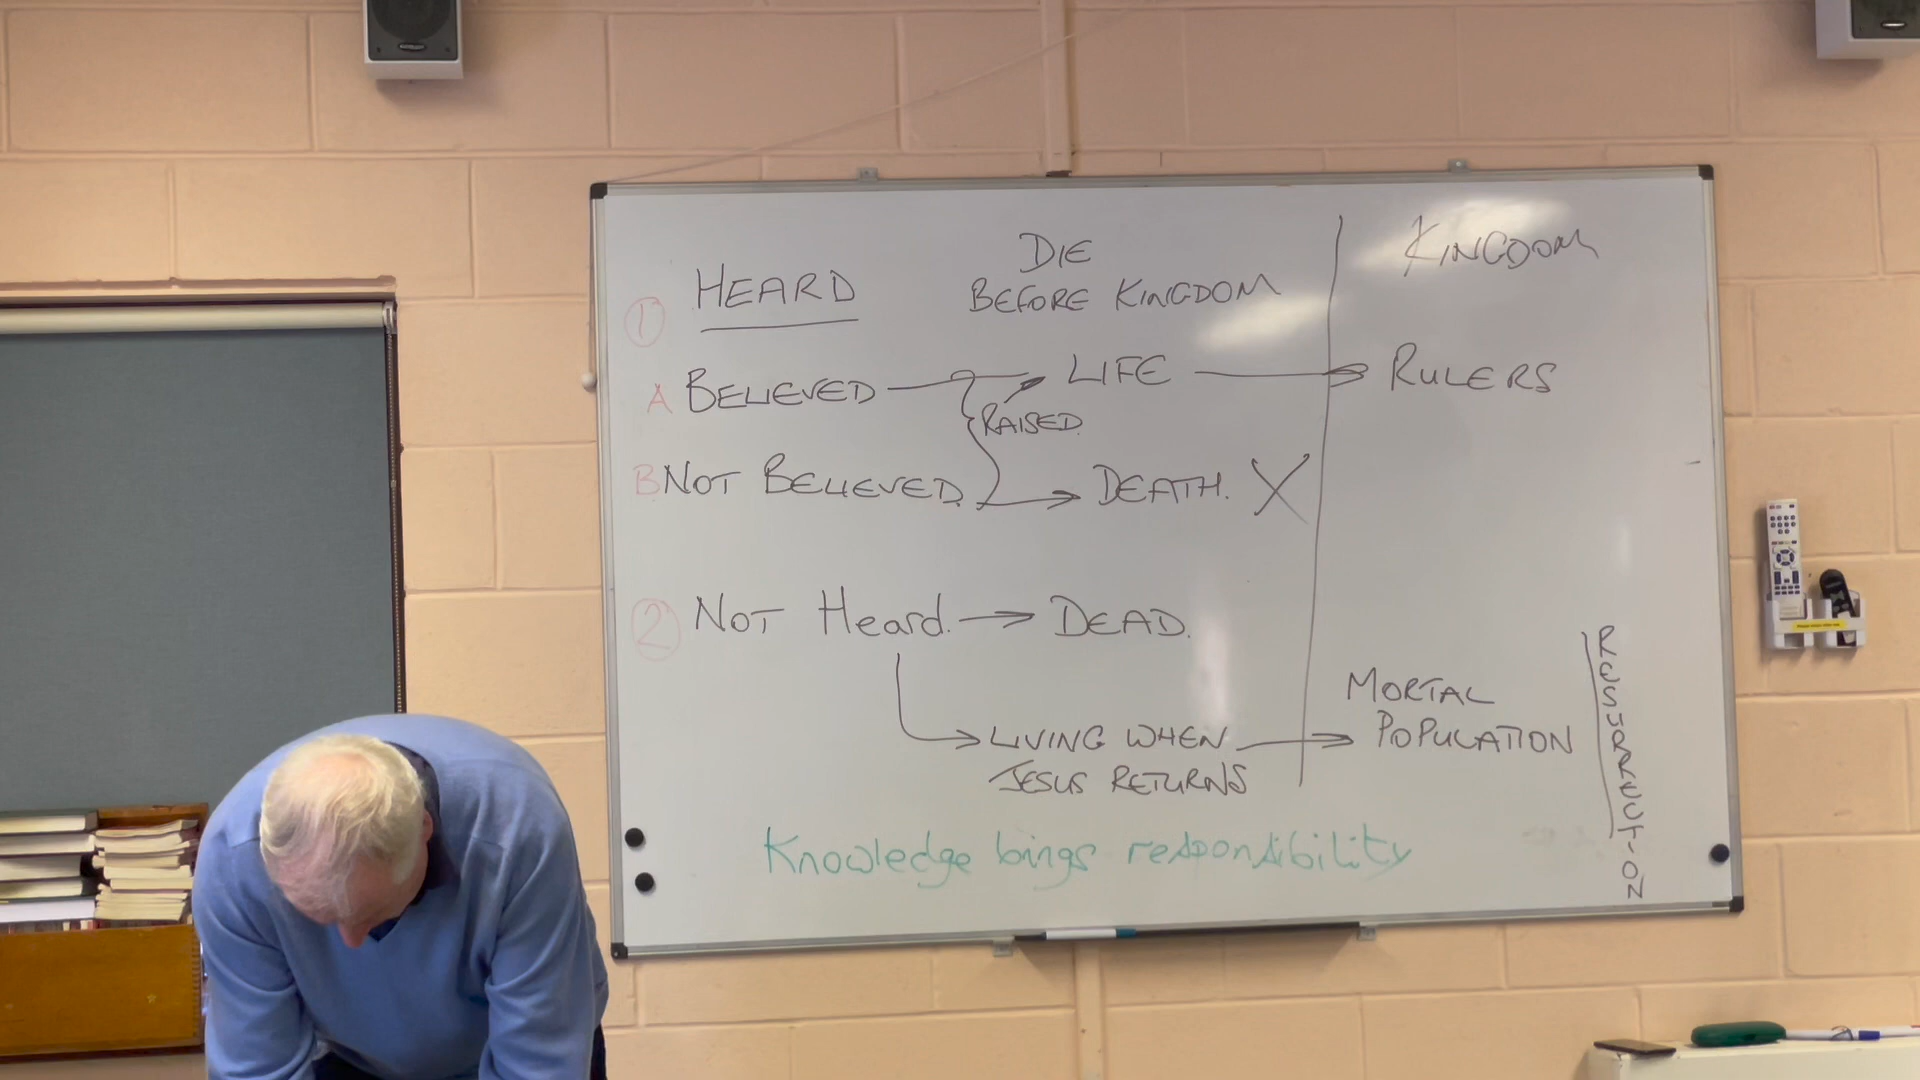 DIE
KINGDOM
① HEARD
BEFORE KINGDOM
A BELIEVED
LIFE
RULERS
RAISED
B NOT BELIEVED
DEATH. X
② NOT Heard.
DEAD.
MORTAL
POPULATION
LIVING WHEN
JESUS RETURNS
RESURRECTION
Knowledge brings responsibility